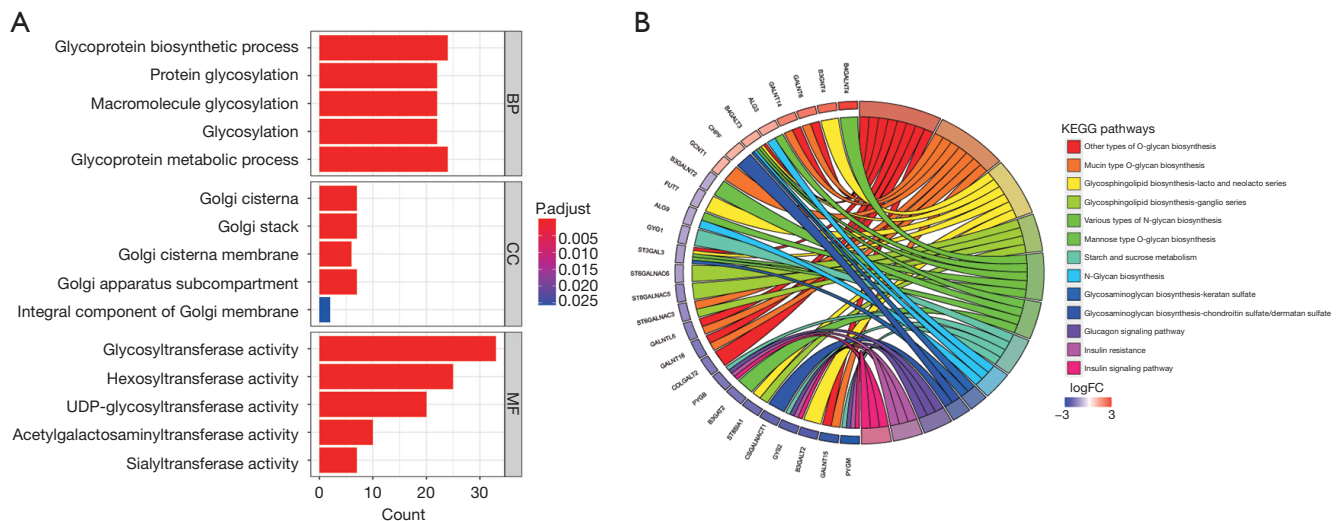 A
Glycoprotein biosynthetic process
Protein glycosylation
Macromolecule glycosylation
Glycosylation
Glycoprotein metabolic process
BP
Golgi cisterna
Golgi stack
Golgi cisterna membrane
Golgi apparatus subcompartment
Integral component of Golgi membrane
CC
Glycosyltransferase activity
Hexosyltransferase activity
UDP-glycosyltransferase activity
Acetylgalactosaminyltransferase activity
Sialyltransferase activity
MF
0 10 20 30
Count
P.adjust
0.005
0.010
0.015
0.020
0.025
B
B4GALNT4
B3GNT4
GALNT6
GALNT14
ALG3
B4GALT3
CHPF
GCNT1
B3GALNT2
FUT7
ALG9
GYG1
ST3GAL3
ST6GALNAC6
ST6GALNAC5
ST6GALNAC3
GALNTL6
GALNT16
COLGALT2
PYGB
B3GAT2
ST8SIA1
CSGALNACT1
GYS2
B3GALT2
GALNT15
PYGM
KEGG pathways
Other types of O-glycan biosynthesis
Mucin type O-glycan biosynthesis
Glycosphingolipid biosynthesis-lacto and neolacto series
Glycosphingolipid biosynthesis-ganglio series
Various types of N-glycan biosynthesis
Mannose type O-glycan biosynthesis
Starch and sucrose metabolism
N-Glycan biosynthesis
Glycosaminoglycan biosynthesis-keratan sulfate
Glycosaminoglycan biosynthesis-chondroitin sulfate/dermatan sulfate
Glucagon signaling pathway
Insulin resistance
Insulin signaling pathway
logFC
−3 3